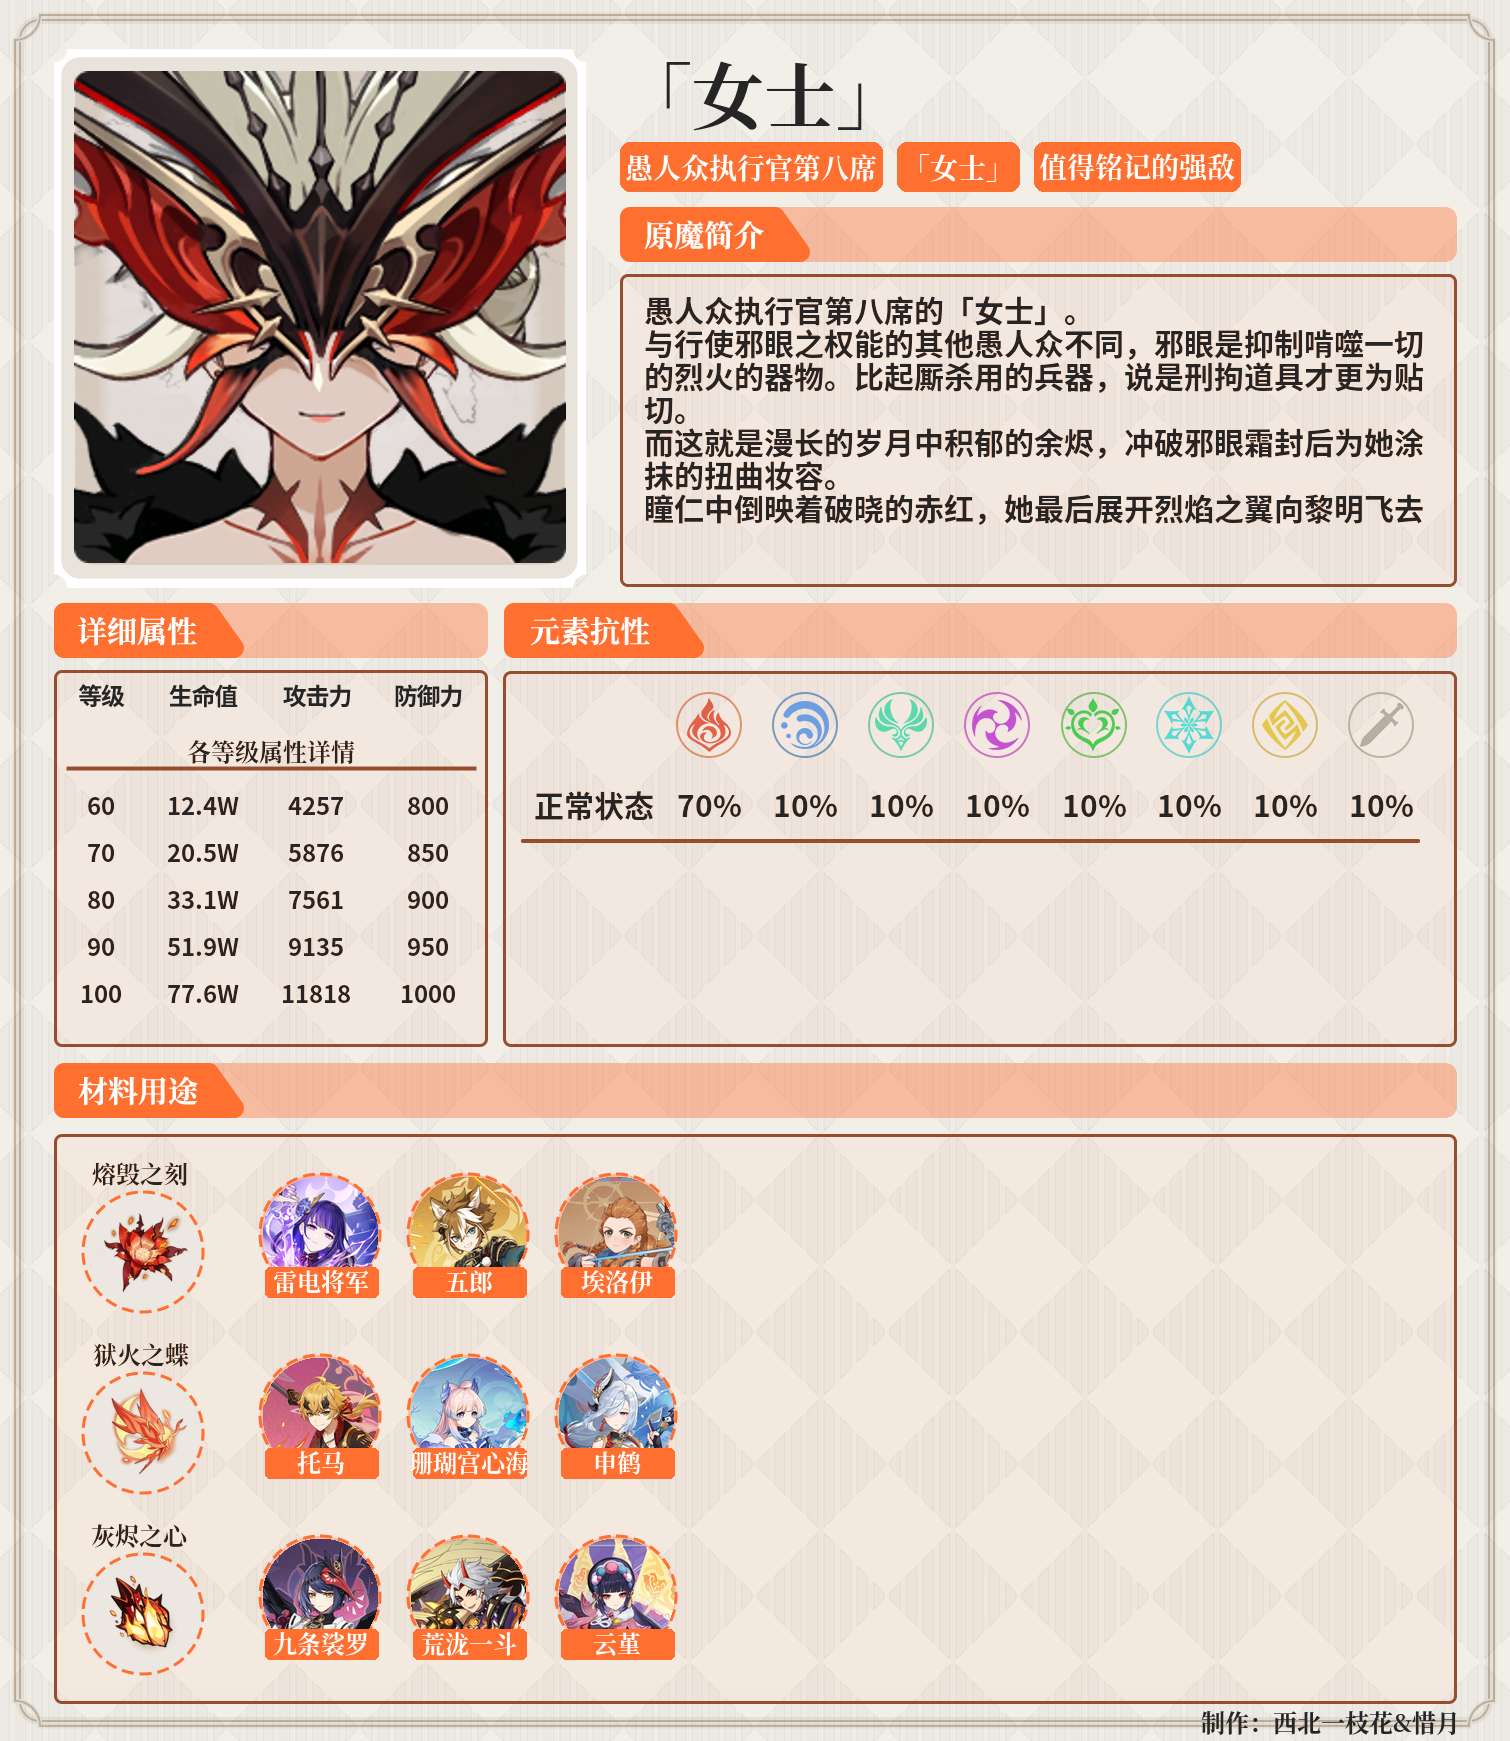 「女士」
愚人众执行官第八席 「女士」 值得铭记的强敌
原魔简介
愚人众执行官第八席的「女士」。
与行使邪眼之权能的其他愚人众不同，邪眼是抑制啃噬一切
的烈火的器物。比起厮杀用的兵器，说是刑拘道具才更为贴
切。
而这就是漫长的岁月中积郁的余烬，冲破邪眼霜封后为她涂
抹的扭曲妆容。
瞳仁中倒映着破晓的赤红，她最后展开烈焰之翼向黎明飞去
详细属性
等级 生命值 攻击力 防御力
各等级属性详情
60 12.4W 4257 800
70 20.5W 5876 850
80 33.1W 7561 900
90 51.9W 9135 950
100 77.6W 11818 1000
元素抗性
正常状态 70% 10% 10% 10% 10% 10% 10% 10%
材料用途
熔毁之刻
雷电将军 五郎 埃洛伊
狱火之蝶
托马 珊瑚宫心海 申鹤
灰烬之心
九条裟罗 荒泷一斗 云堇
制作：西北一枝花&惜月